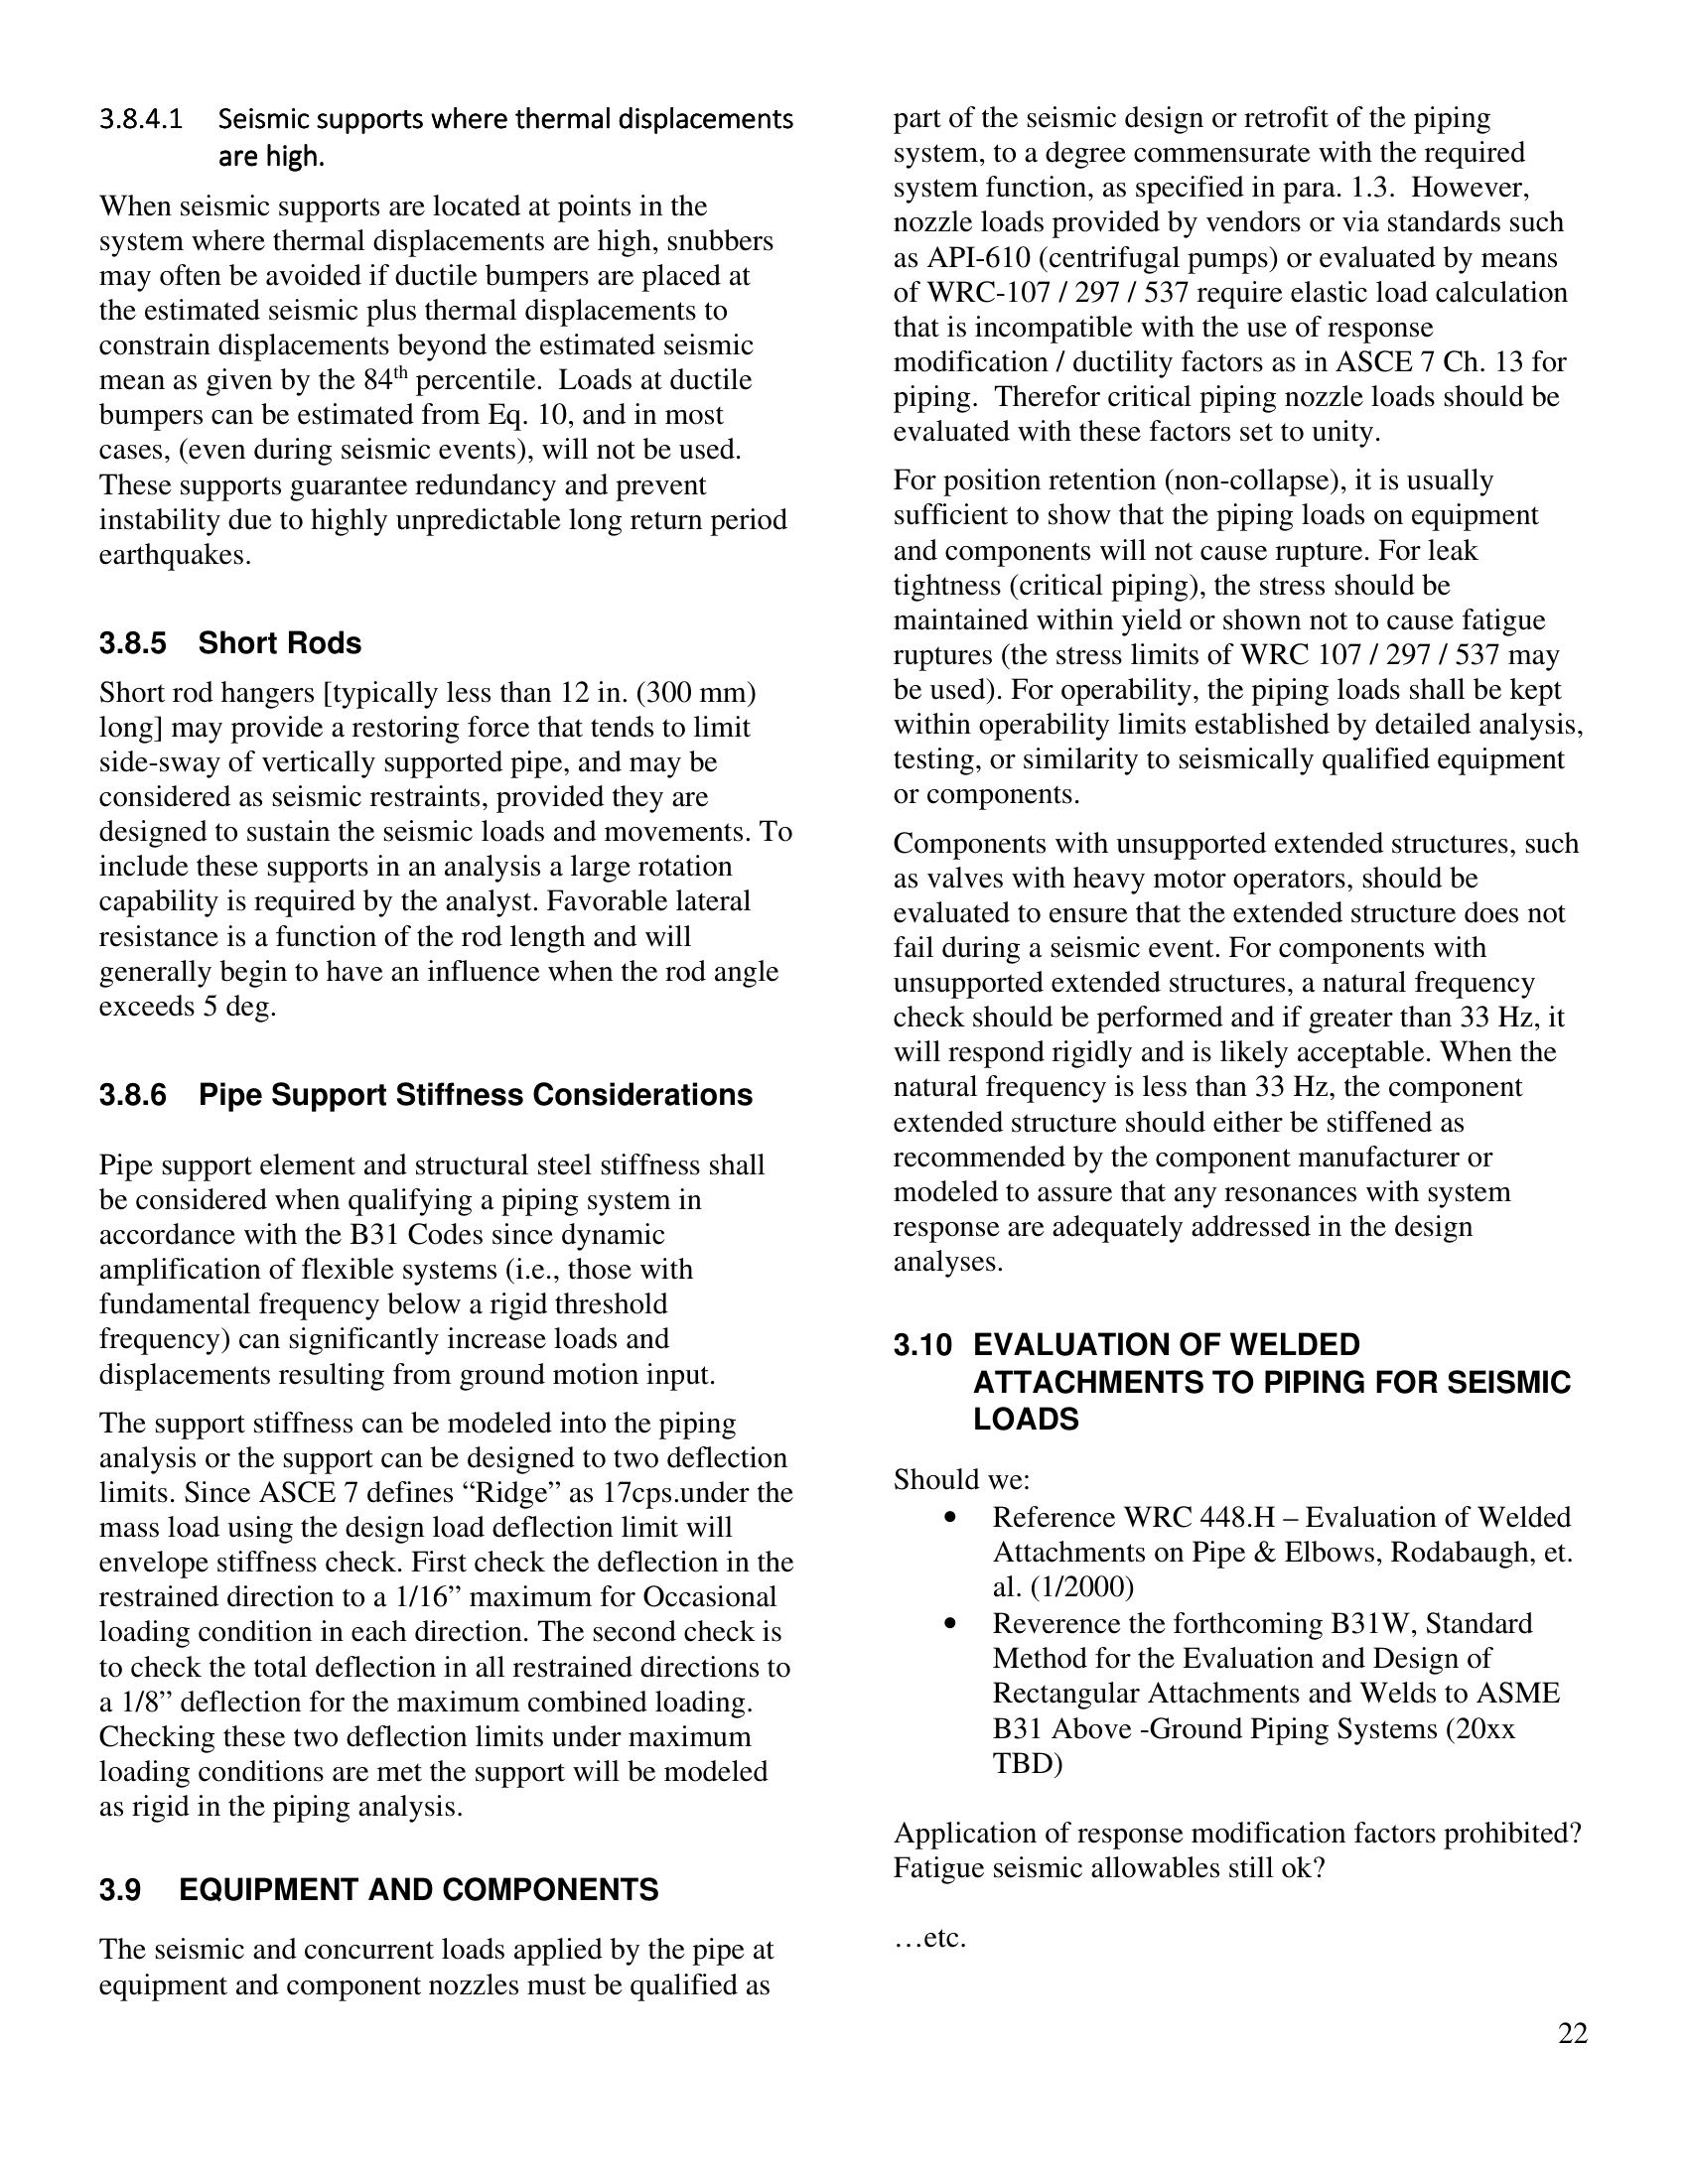 3.8.4.1 Seismic supports where thermal displacements
are high.
When seismic supports are located at points in the
system where thermal displacements are high, snubbers
may often be avoided if ductile bumpers are placed at
the estimated seismic plus thermal displacements to
constrain displacements beyond the estimated seismic
mean as given by the 84th percentile.  Loads at ductile
bumpers can be estimated from Eq. 10, and in most
cases, (even during seismic events), will not be used.
These supports guarantee redundancy and prevent
instability due to highly unpredictable long return period
earthquakes.
3.8.5 Short Rods
Short rod hangers [typically less than 12 in. (300 mm)
long] may provide a restoring force that tends to limit
side-sway of vertically supported pipe, and may be
considered as seismic restraints, provided they are
designed to sustain the seismic loads and movements. To
include these supports in an analysis a large rotation
capability is required by the analyst. Favorable lateral
resistance is a function of the rod length and will
generally begin to have an influence when the rod angle
exceeds 5 deg.
3.8.6 Pipe Support Stiffness Considerations
Pipe support element and structural steel stiffness shall
be considered when qualifying a piping system in
accordance with the B31 Codes since dynamic
amplification of flexible systems (i.e., those with
fundamental frequency below a rigid threshold
frequency) can significantly increase loads and
displacements resulting from ground motion input.
The support stiffness can be modeled into the piping
analysis or the support can be designed to two deflection
limits. Since ASCE 7 defines “Ridge” as 17cps.under the
mass load using the design load deflection limit will
envelope stiffness check. First check the deflection in the
restrained direction to a 1/16” maximum for Occasional
loading condition in each direction. The second check is
to check the total deflection in all restrained directions to
a 1/8” deflection for the maximum combined loading.
Checking these two deflection limits under maximum
loading conditions are met the support will be modeled
as rigid in the piping analysis.
3.9 EQUIPMENT AND COMPONENTS
The seismic and concurrent loads applied by the pipe at
equipment and component nozzles must be qualified as
part of the seismic design or retrofit of the piping
system, to a degree commensurate with the required
system function, as specified in para. 1.3.  However,
nozzle loads provided by vendors or via standards such
as API-610 (centrifugal pumps) or evaluated by means
of WRC-107 / 297 / 537 require elastic load calculation
that is incompatible with the use of response
modification / ductility factors as in ASCE 7 Ch. 13 for
piping.  Therefor critical piping nozzle loads should be
evaluated with these factors set to unity.
For position retention (non-collapse), it is usually
sufficient to show that the piping loads on equipment
and components will not cause rupture. For leak
tightness (critical piping), the stress should be
maintained within yield or shown not to cause fatigue
ruptures (the stress limits of WRC 107 / 297 / 537 may
be used). For operability, the piping loads shall be kept
within operability limits established by detailed analysis,
testing, or similarity to seismically qualified equipment
or components.
Components with unsupported extended structures, such
as valves with heavy motor operators, should be
evaluated to ensure that the extended structure does not
fail during a seismic event. For components with
unsupported extended structures, a natural frequency
check should be performed and if greater than 33 Hz, it
will respond rigidly and is likely acceptable. When the
natural frequency is less than 33 Hz, the component
extended structure should either be stiffened as
recommended by the component manufacturer or
modeled to assure that any resonances with system
response are adequately addressed in the design
analyses.
3.10 EVALUATION OF WELDED
ATTACHMENTS TO PIPING FOR SEISMIC
LOADS
Should we:
• Reference WRC 448.H – Evaluation of Welded
Attachments on Pipe & Elbows, Rodabaugh, et.
al. (1/2000)
• Reverence the forthcoming B31W, Standard
Method for the Evaluation and Design of
Rectangular Attachments and Welds to ASME
B31 Above -Ground Piping Systems (20xx
TBD)
Application of response modification factors prohibited?
Fatigue seismic allowables still ok?
…etc.
22